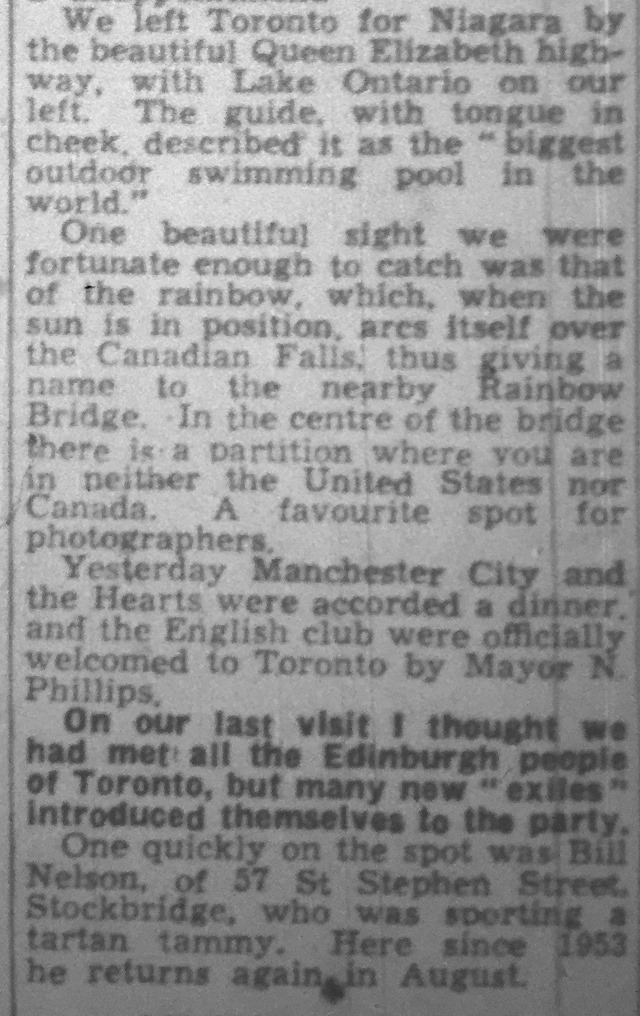 We left Toronto for Niagara by
the beautiful Queen Elizabeth high-
way, with Lake Ontario on our
left. The guide, with tongue in
cheek, described it as the "biggest
outdoor swimming pool in the
world."
One beautiful sight we were
fortunate enough to catch was that
of the rainbow, which, when the
sun is in position, arcs itself over
the Canadian Falls, thus giving a
name to the nearby Rainbow
Bridge. In the centre of the bridge
there is a partition where you are
in neither the United States nor
Canada. A favourite spot for
photographers.
Yesterday Manchester City and
the Hearts were accorded a dinner,
and the English club were officially
welcomed to Toronto by Mayor N.
Phillips.
On our last visit I thought we
had met all the Edinburgh people
of Toronto, but many new "exiles"
introduced themselves to the party.
One quickly on the spot was Bill
Nelson, of 57 St Stephen Street,
Stockbridge, who was sporting a
tartan tammy. Here since 1953
he returns again in August.